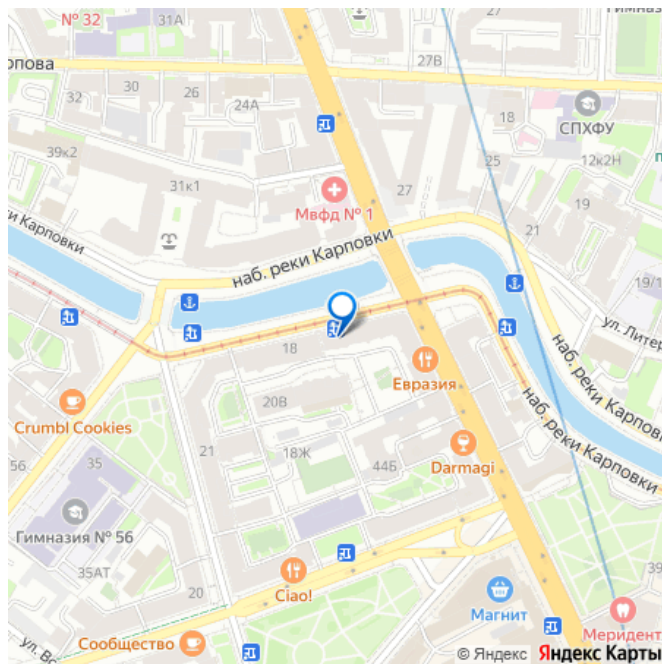 № 32
31А
Гимназ
рпова
27В
32
30
26
24А
18
СПХФУ
39к2
25
12к2Н
31к1
Мвфд № 1
27
19
21
ки Карповки
наб. реки Карповки
19/1
ул. Литер
18
Евразия
наб. реки Карповки
20В
Crumbl Cookies
наб. реки Карповки
21
18Ж
44Б
Darmagi
56
35
Гимназия № 56
35АТ
20
Ciao!
39
Магнит
Меридент
ул. Во
Сообщество
© Яндекс Яндекс Карты